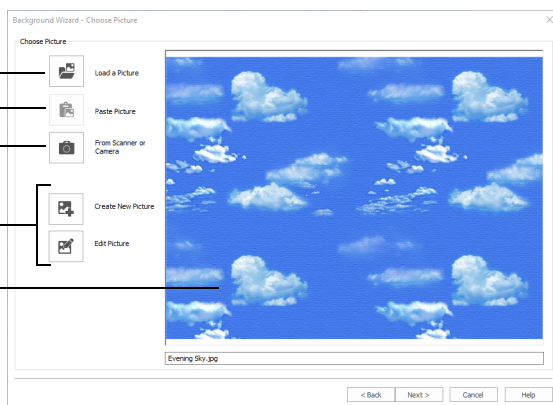 Background Wizard - Choose Picture
Choose Picture
Load a Picture
Paste Picture
From Scanner or
Camera
Create New Picture
Edit Picture
Evening Sky.jpg
< Back
Next >
Cancel
Help